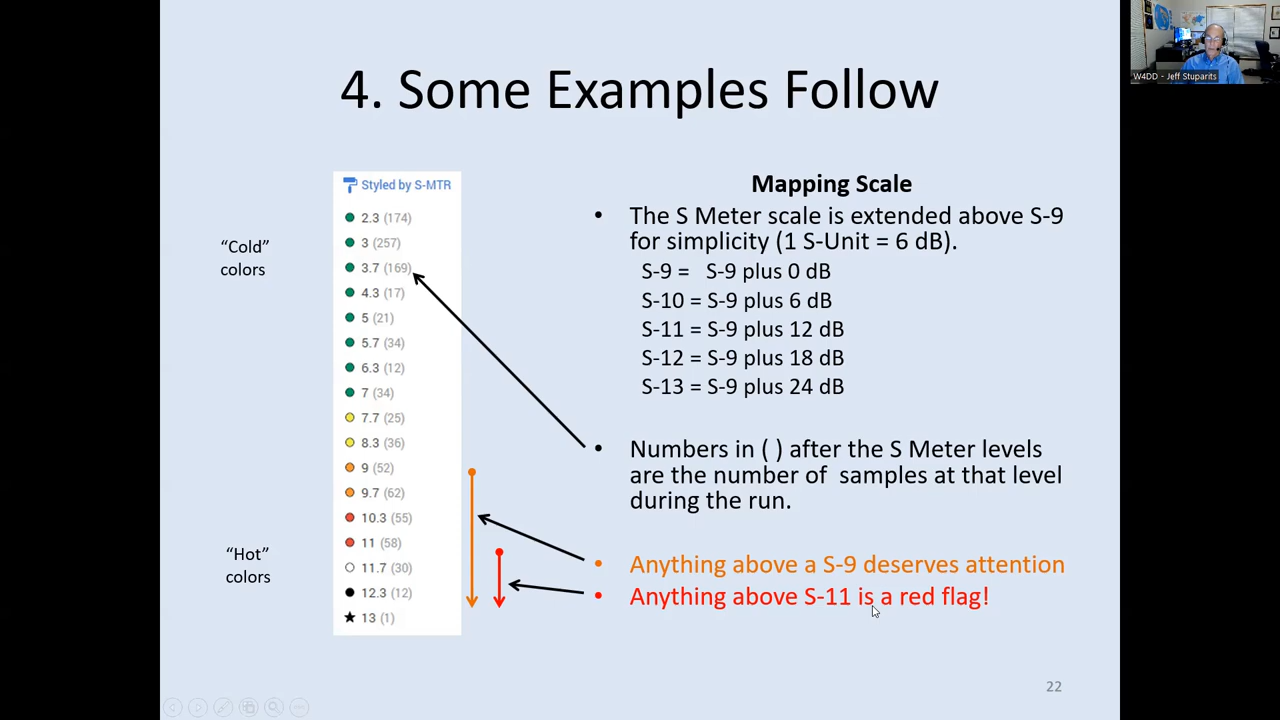 4. Some Examples Follow
W4DD - Jeff Stuparits
“Cold”
colors
“Hot”
colors
Styled by S-MTR
2.3 (174)
3 (257)
3.7 (169)
4.3 (17)
5 (21)
5.7 (34)
6.3 (12)
7 (34)
7.7 (25)
8.3 (36)
9 (52)
9.7 (62)
10.3 (55)
11 (58)
11.7 (30)
12.3 (12)
13 (1)
Mapping Scale
• The S Meter scale is extended above S-9
for simplicity (1 S-Unit = 6 dB).
S-9 = S-9 plus 0 dB
S-10 = S-9 plus 6 dB
S-11 = S-9 plus 12 dB
S-12 = S-9 plus 18 dB
S-13 = S-9 plus 24 dB
• Numbers in ( ) after the S Meter levels
are the number of samples at that level
during the run.
• Anything above a S-9 deserves attention
• Anything above S-11 is a red flag!
22